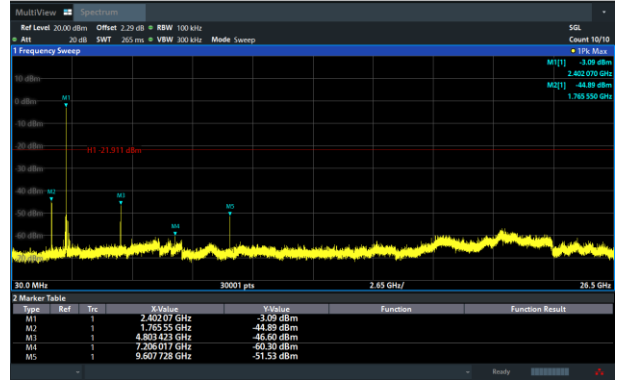 MultiView Spectrum
Ref Level 20.00 dBm Offset 2.29 dB RBW 100 kHz SGL
Att 20 dB SWT 265 ms VBW 300 kHz Mode Sweep Count 10/10
1 Frequency Sweep 1Pk Max
M1[1] -3.09 dBm
2.402 070 GHz
M2[1] -44.89 dBm
1.765 550 GHz
10 dBm
0 dBm
M1
-10 dBm
-20 dBm
H1 -21.911 dBm
-30 dBm
-40 dBm
M2
M3
-50 dBm
M5
M4
-60 dBm
-70 dBm
30.0 MHz 30001 pts 2.65 GHz/ 26.5 GHz
2 Marker Table
Type Ref Trc X-Value Y-Value Function Function Result
M1 1 2.402 07 GHz -3.09 dBm
M2 1 1.765 55 GHz -44.89 dBm
M3 1 4.803 423 GHz -46.60 dBm
M4 1 7.206 017 GHz -60.30 dBm
M5 1 9.607 728 GHz -51.53 dBm
Ready